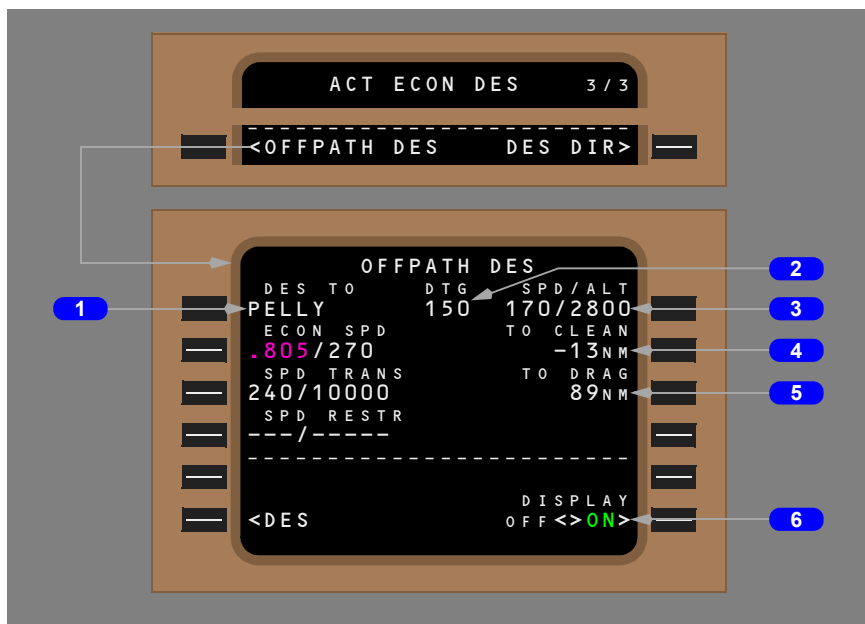 ACT ECON DES 3/3
--------------------------------
<OFFPATH DES DES DIR>
OFFPATH DES
DES TO DTG SPD/ALT
PELLY 150 170/2800
ECON SPD TO CLEAN
.805/270 -13NM
SPD TRANS TO DRAG
240/10000 89NM
SPD RESTR
---/-----
--------------------------------
DISPLAY
<DES OFF<>ON>
1
2
3
4
5
6